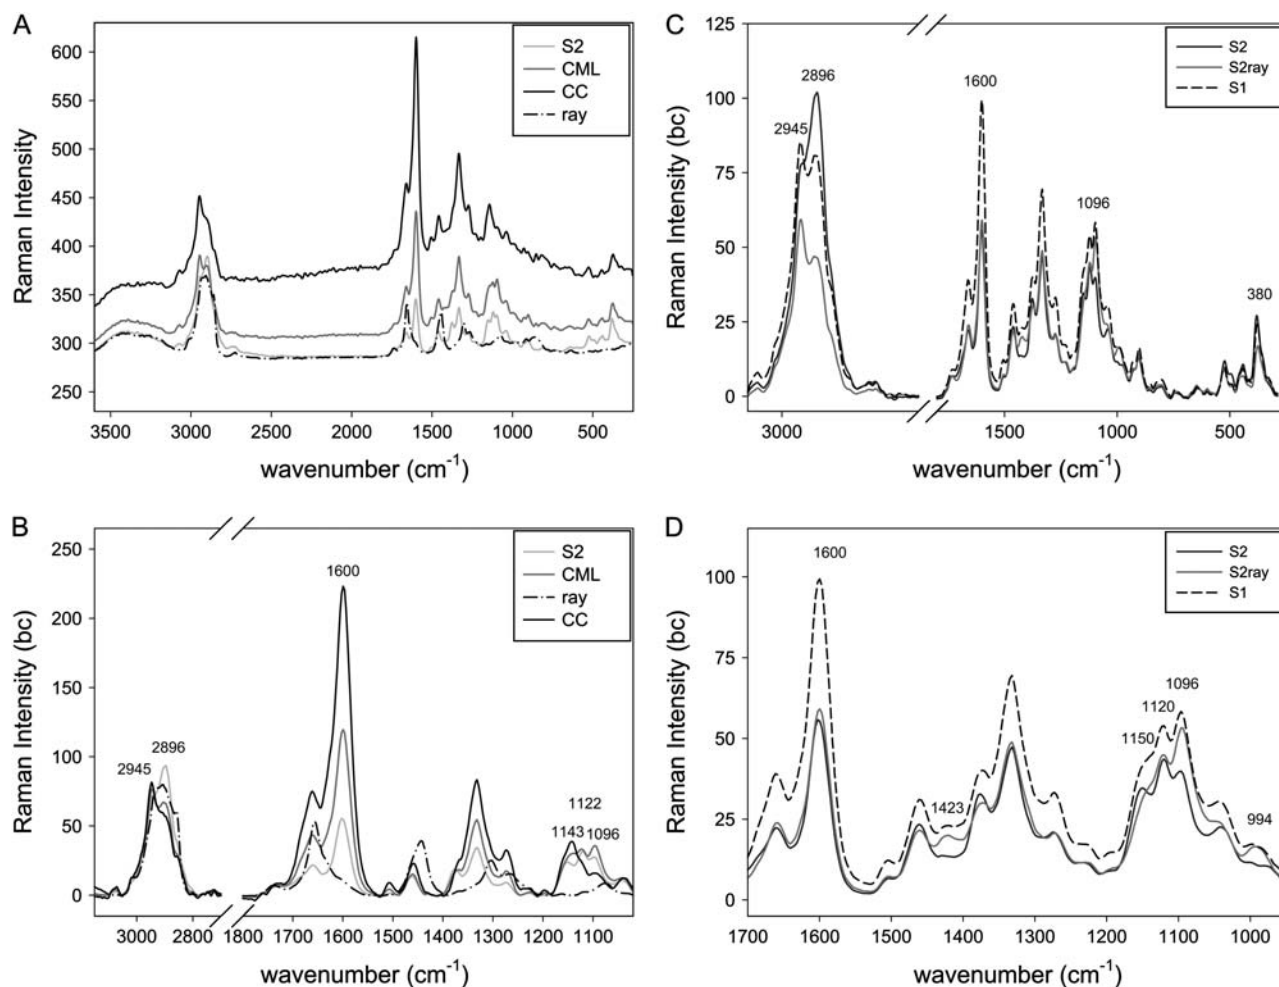 A
600
550
500
450
400
350
300
250
Raman Intensity
3500 3000 2500 2000 1500 1000 500
wavenumber (cm-1)
S2
CML
CC
ray
B
250
200
150
100
50
0
Raman Intensity (bc)
2945
2896
1600
1122
1143
1096
3000 2800 1800 1700 1600 1500 1400 1300 1200 1100
wavenumber (cm-1)
S2
CML
ray
CC
C
125
100
75
50
25
0
Raman Intensity (bc)
2896
2945
1600
1096
380
3000 1500 1000 500
wavenumber (cm-1)
S2
S2ray
S1
D
100
75
50
25
0
Raman Intensity (bc)
1600
1096
1120
1150
1423
994
1700 1600 1500 1400 1300 1200 1100 1000
wavenumber (cm-1)
S2
S2ray
S1